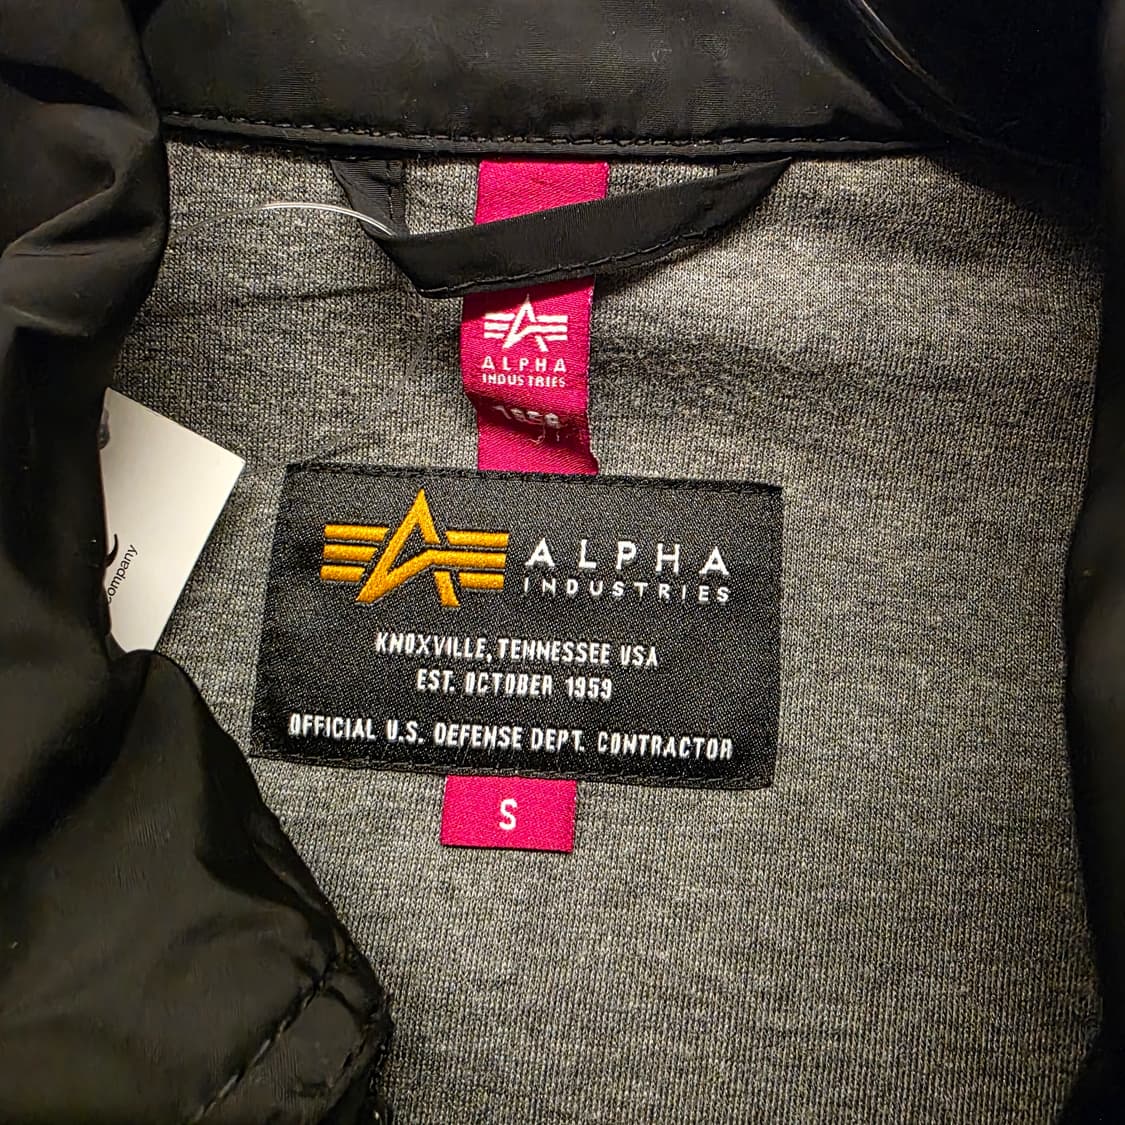 ALPHA
INDUSTRIES
ALPHA
INDUSTRIES
KNOXVILLE, TENNESSEE USA
EST. OCTOBER 1959
OFFICIAL U.S. DEFENSE DEPT. CONTRACTOR
S